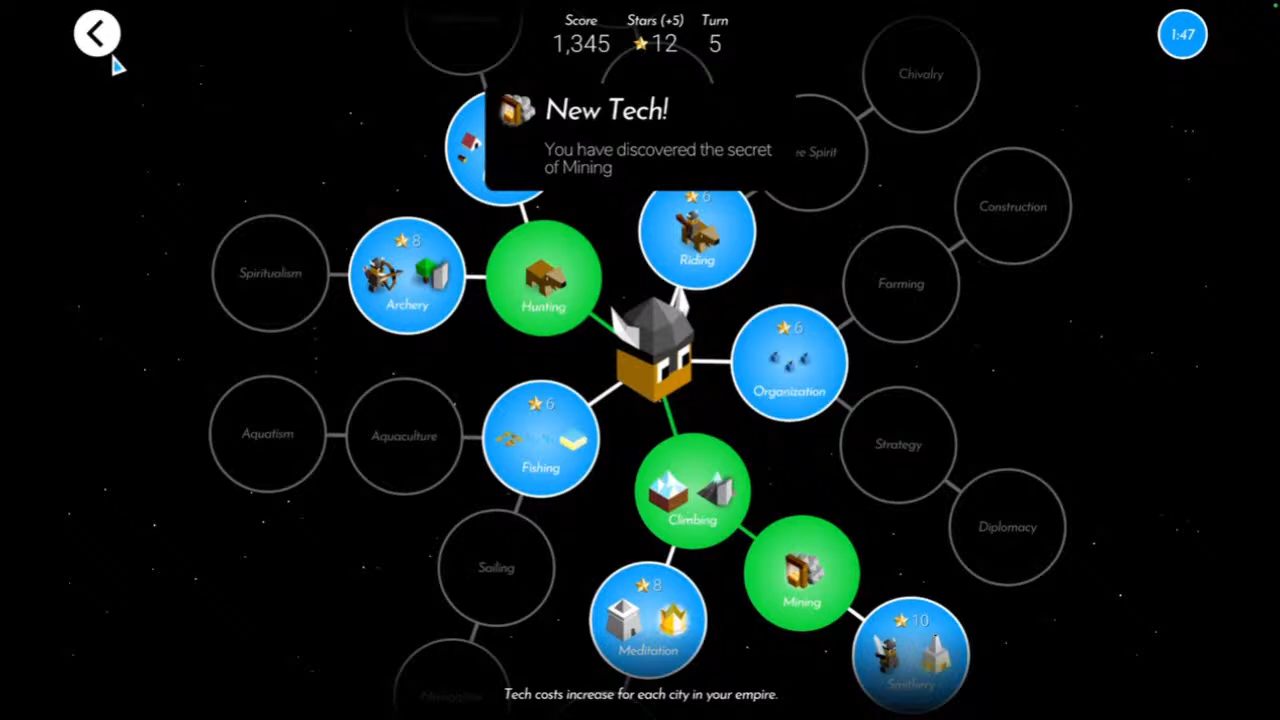 Score Stars (+5) Turn
1,345 12 5
1:47
Chivalry
New Tech!
You have discovered the secret
of Mining
re Spirit
6
Riding
Construction
Spiritualism
8
Archery
Hunting
Farming
6
Organization
Aquatism
Aquaculture
6
Fishing
Strategy
Climbing
Diplomacy
Sailing
Mining
8
Meditation
10
Smithery
Navigation
Tech costs increase for each city in your empire.